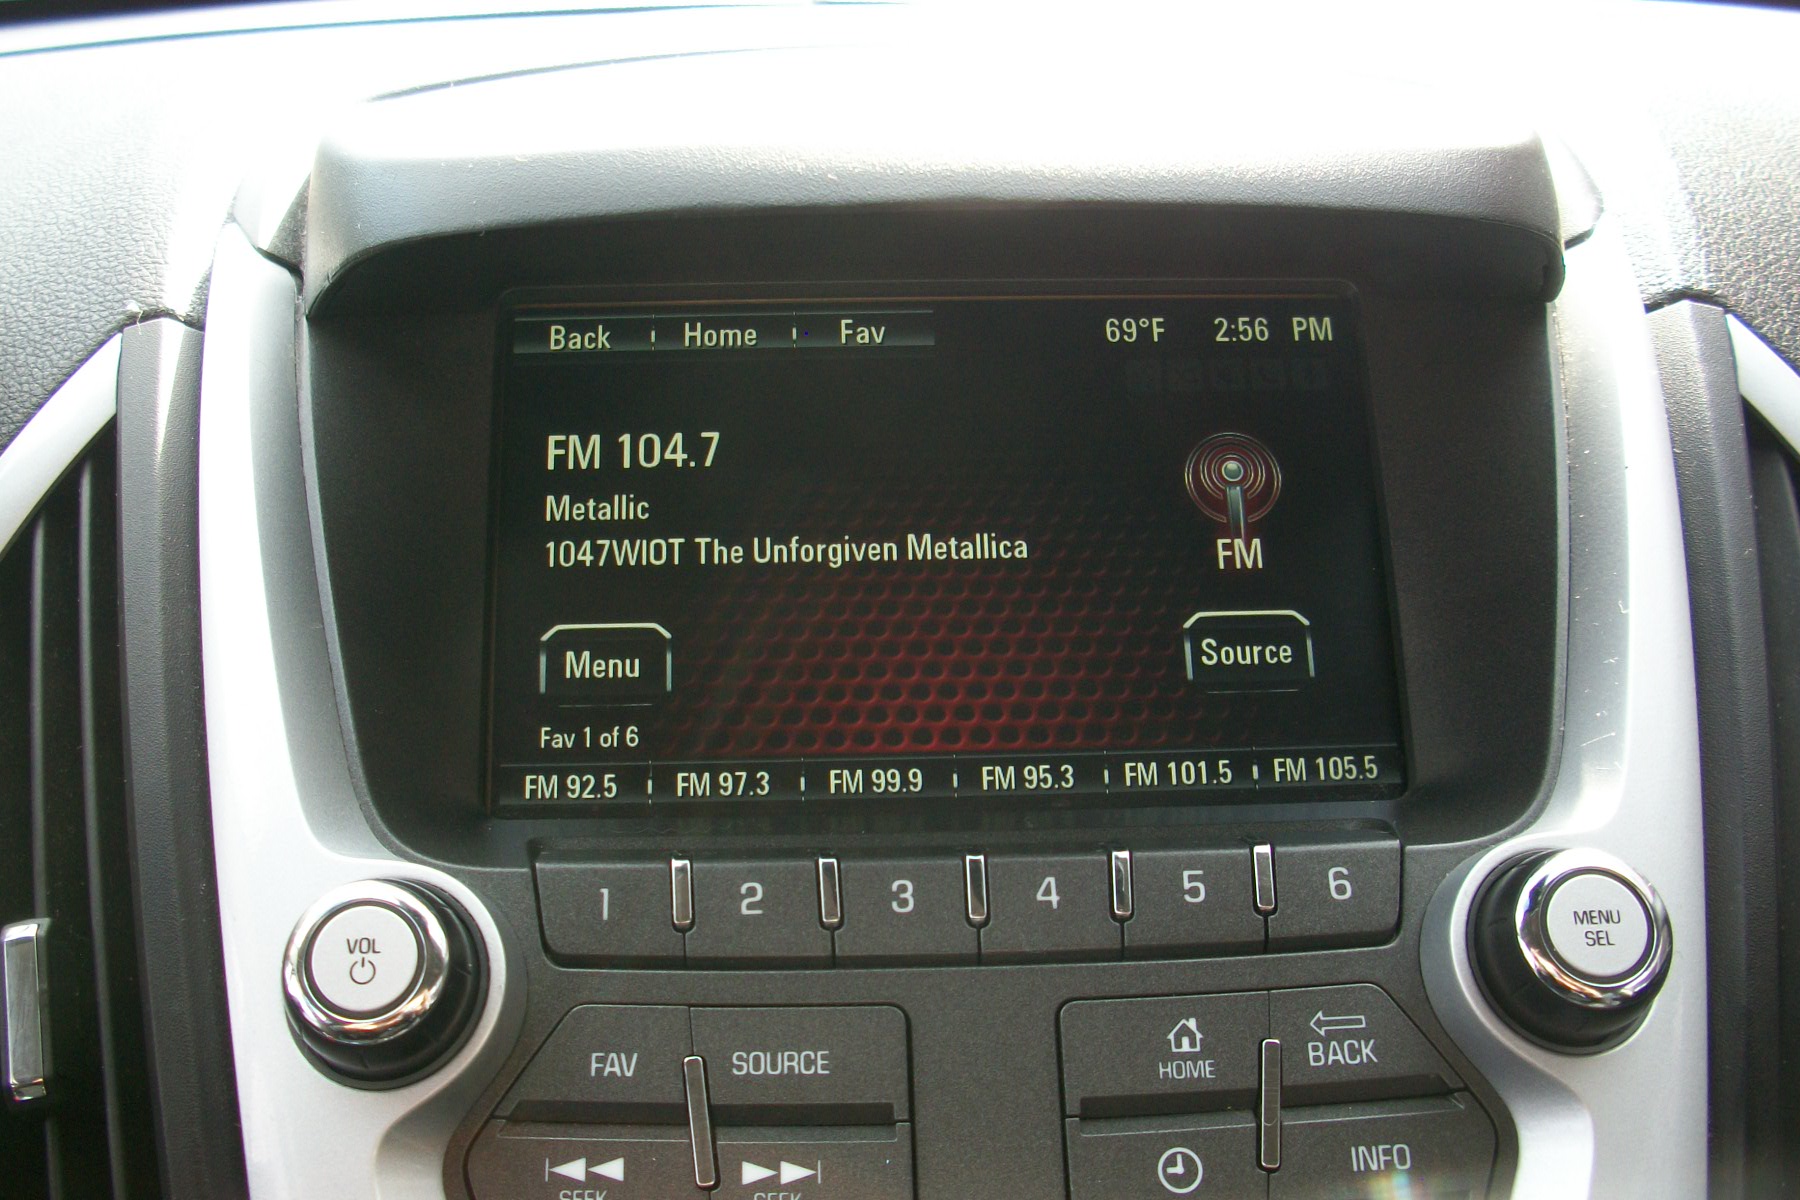 Back Home Fav 69°F 2:56 PM
FM 104.7
Metallic
1047WIOT The Unforgiven Metallica
FM
Menu
Source
Fav 1 of 6
FM 92.5 FM 97.3 FM 99.9 FM 95.3 FM 101.5 FM 105.5
1 2 3 4 5 6
VOL
MENU
SEL
FAV SOURCE
HOME
BACK
INFO
SEEK SEEK